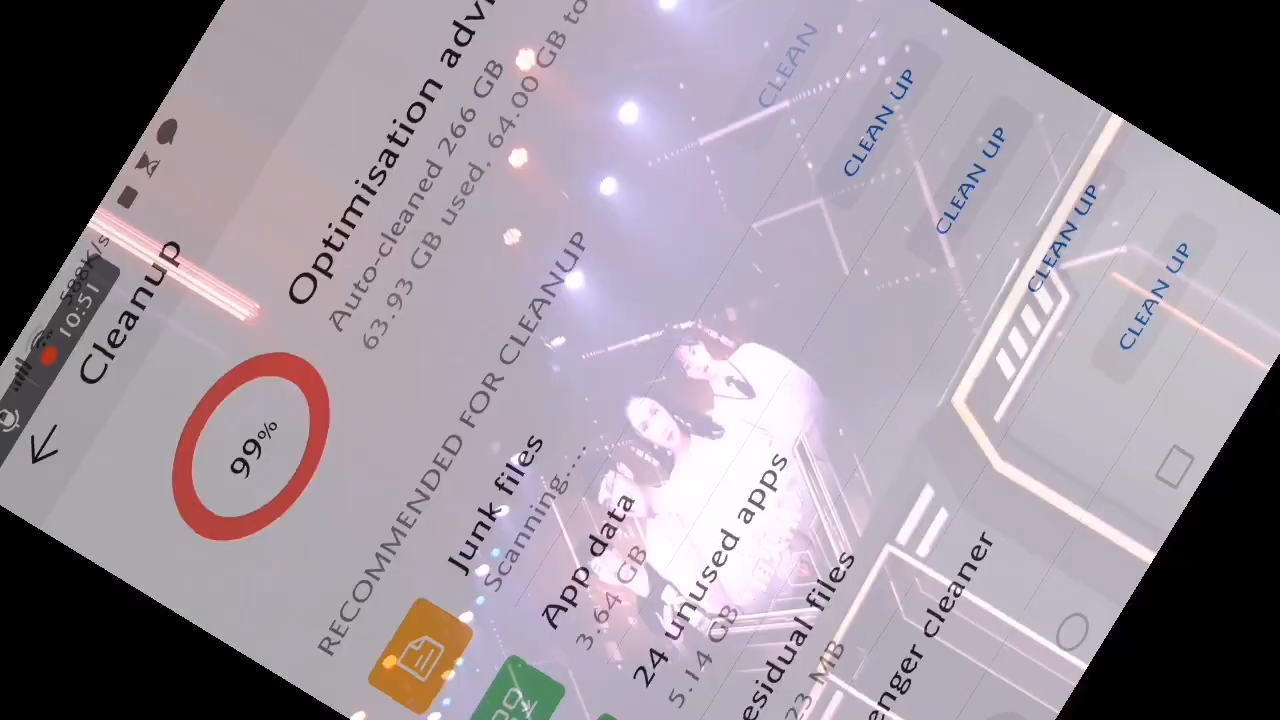 588K/s
10:51
Cleanup
99%
Optimisation adv
Auto-cleaned 266 GB
63.93 GB used, 64.00 GB to
RECOMMENDED FOR CLEANUP
Junk files
Scanning....
CLEAN
App data
3.64 GB
CLEAN UP
24 unused apps
5.14 GB
CLEAN UP
esidual files
23 MB
CLEAN UP
enger cleaner
CLEAN UP